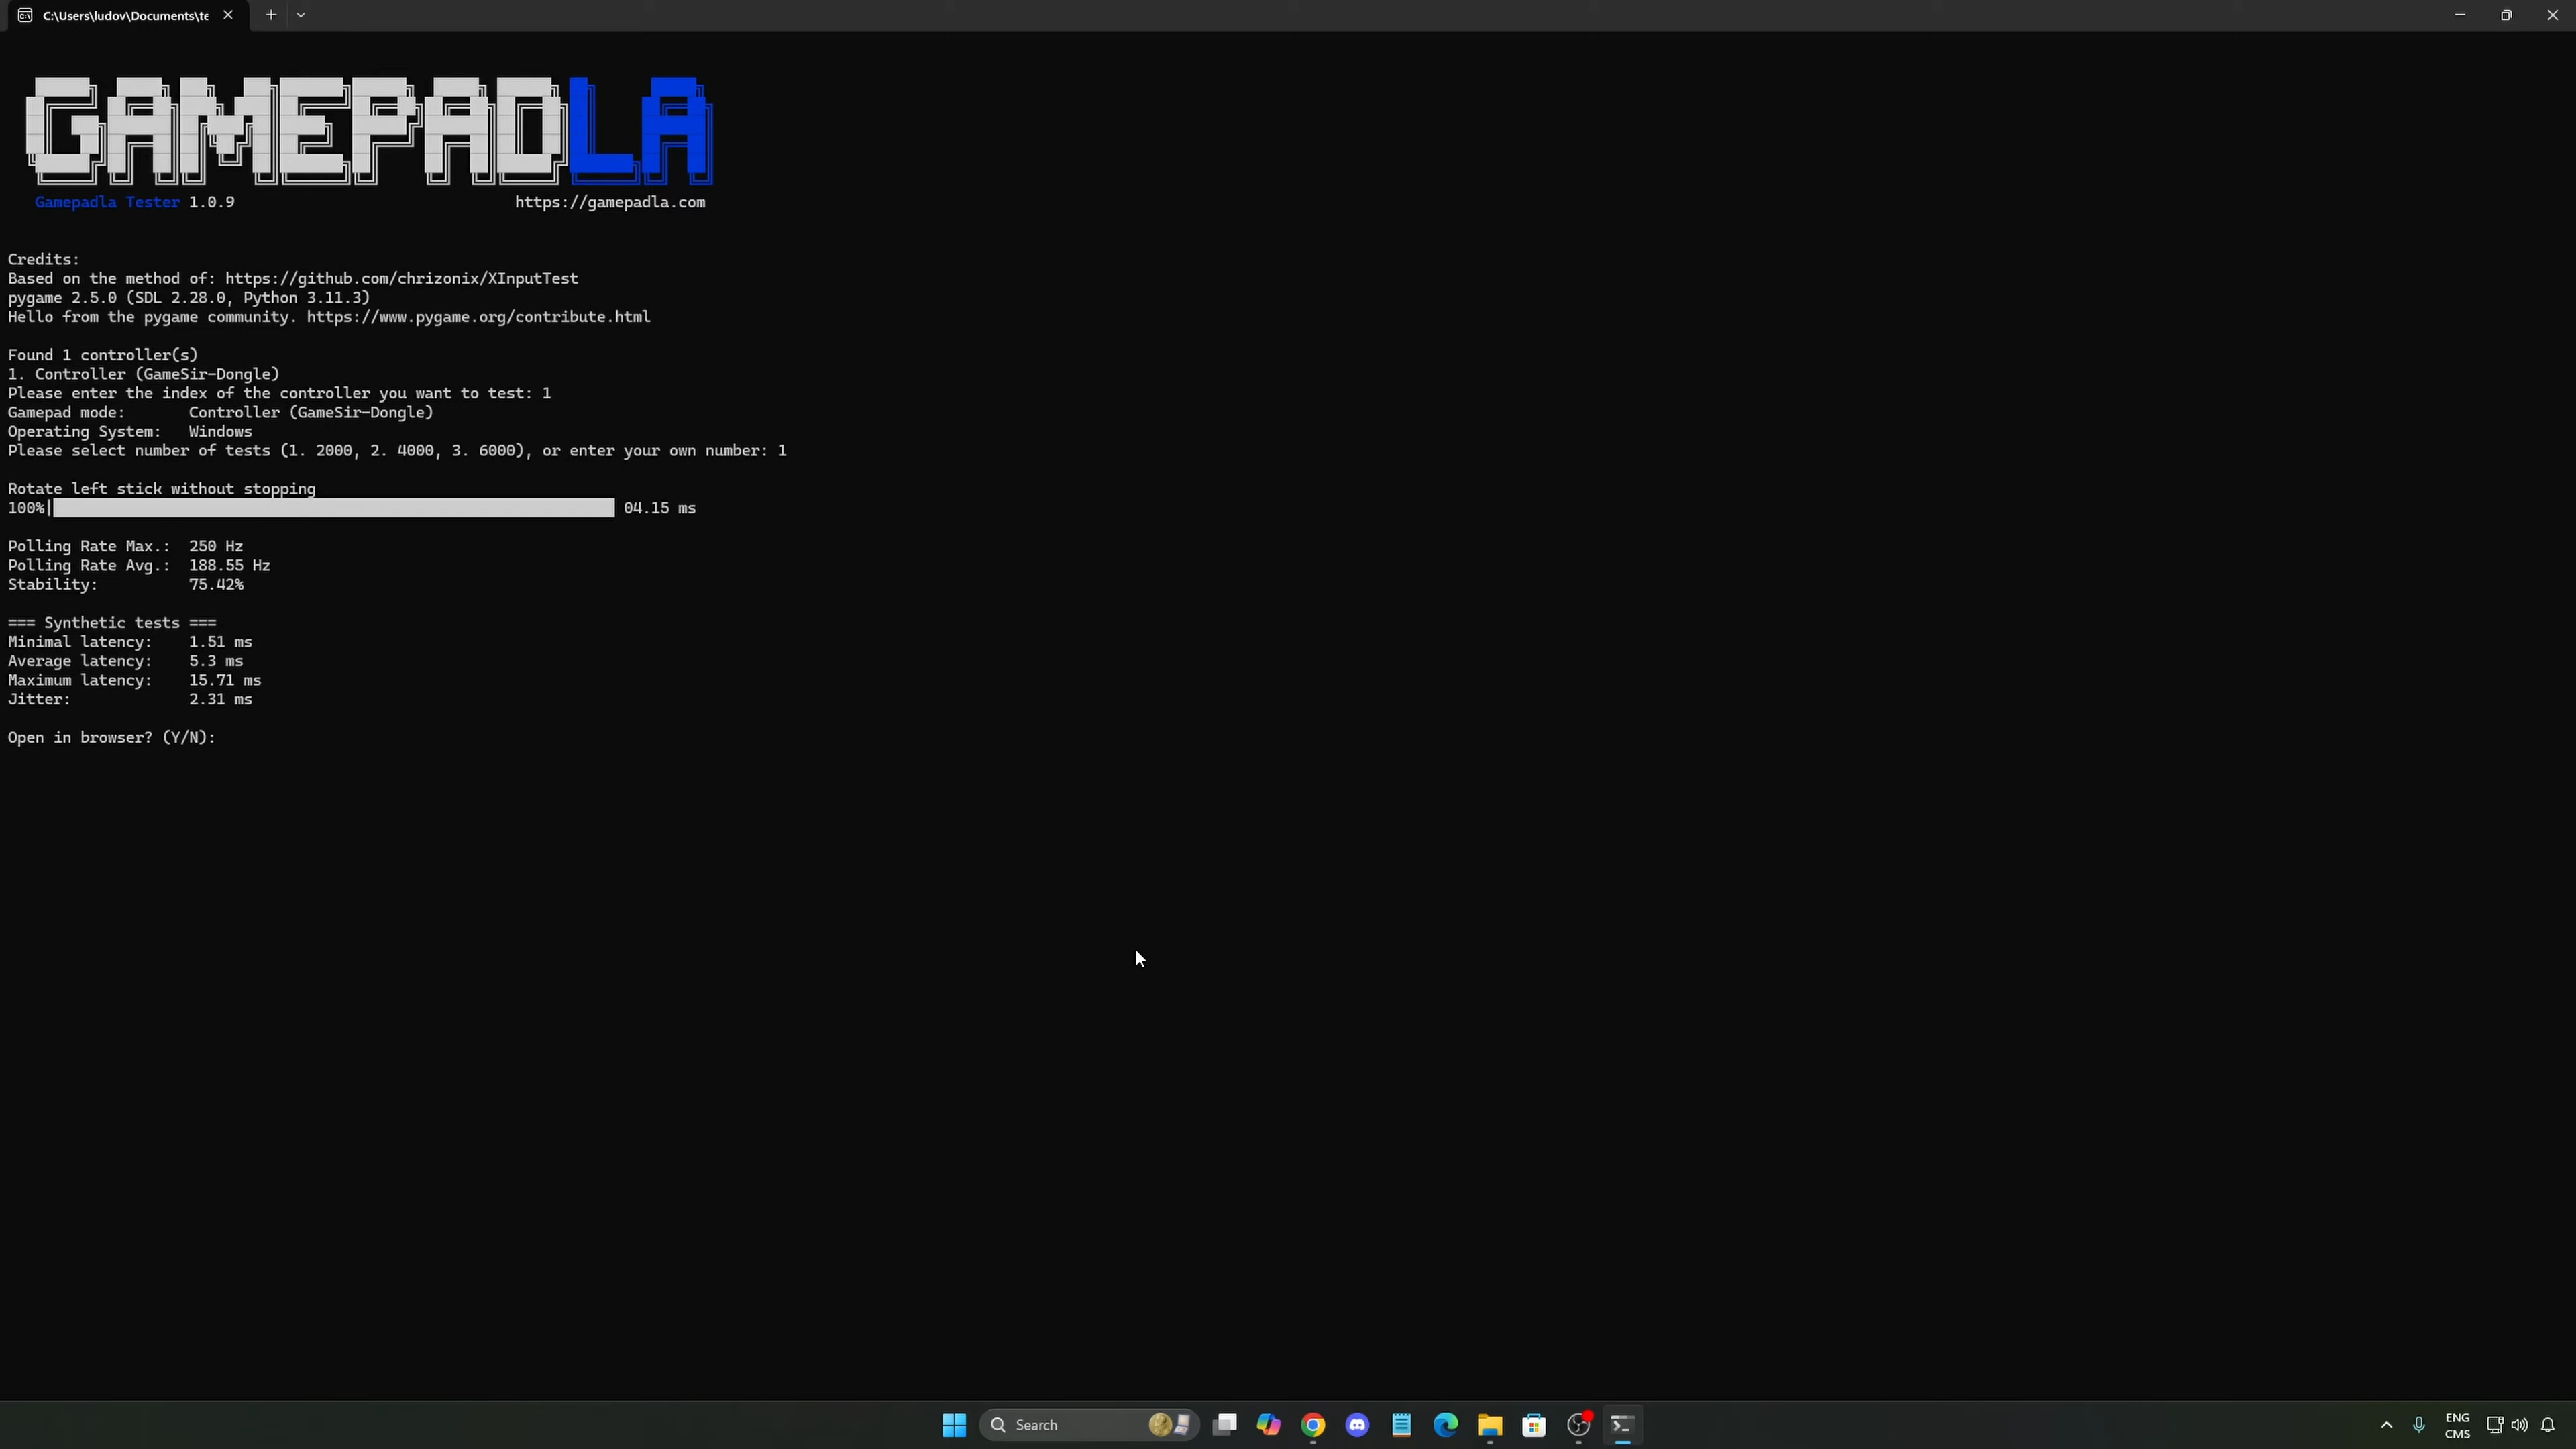 C:\Users\ludov\Documents\te
GAMEPADLA
Gamepadla Tester 1.0.9 https://gamepadla.com
Credits:
Based on the method of: https://github.com/chrizonix/XInputTest
pygame 2.5.0 (SDL 2.28.0, Python 3.11.3)
Hello from the pygame community. https://www.pygame.org/contribute.html
Found 1 controller(s)
1. Controller (GameSir-Dongle)
Please enter the index of the controller you want to test: 1
Gamepad mode: Controller (GameSir-Dongle)
Operating System: Windows
Please select number of tests (1. 2000, 2. 4000, 3. 6000), or enter your own number: 1
Rotate left stick without stopping
100%| 04.15 ms
Polling Rate Max.: 250 Hz
Polling Rate Avg.: 188.55 Hz
Stability: 75.42%
=== Synthetic tests ===
Minimal latency: 1.51 ms
Average latency: 5.3 ms
Maximum latency: 15.71 ms
Jitter: 2.31 ms
Open in browser? (Y/N):
Search
ENG
CMS